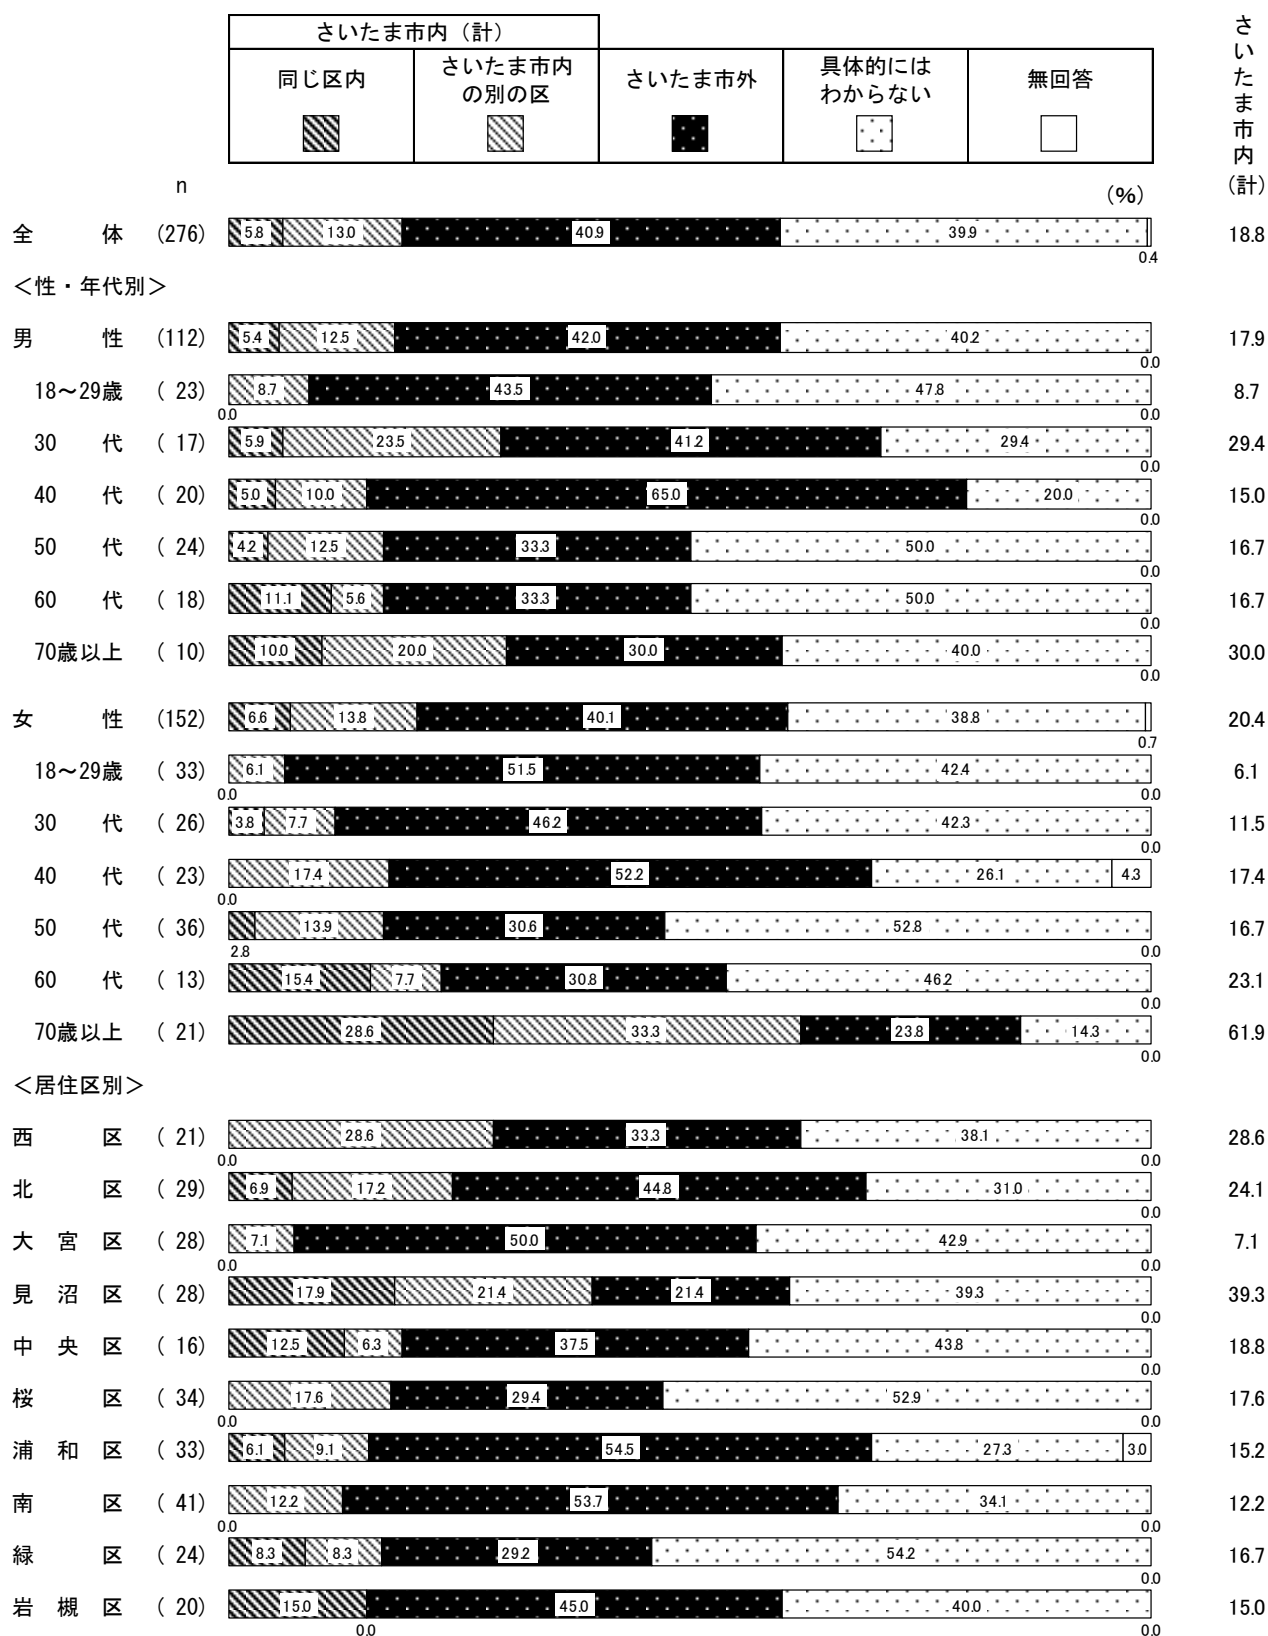 さいたま市内（計）
同じ区内 さいたま市内の別の区 さいたま市外 具体的にはわからない 無回答 さいたま市内（計）
n （%）
全体 (276) 5.8 13.0 40.9 39.9 18.8
0.4
＜性・年代別＞
男性 (112) 5.4 12.5 42.0 40.2 17.9
0.0
18～29歳 ( 23) 8.7 43.5 47.8 8.7
0.0 0.0
30代 ( 17) 5.9 23.5 41.2 29.4 29.4
0.0
40代 ( 20) 5.0 10.0 65.0 20.0 15.0
0.0
50代 ( 24) 4.2 12.5 33.3 50.0 16.7
0.0
60代 ( 18) 11.1 5.6 33.3 50.0 16.7
0.0
70歳以上 ( 10) 10.0 20.0 30.0 40.0 30.0
0.0
女性 (152) 6.6 13.8 40.1 38.8 20.4
0.7
18～29歳 ( 33) 6.1 51.5 42.4 6.1
0.0 0.0
30代 ( 26) 3.8 7.7 46.2 42.3 11.5
0.0
40代 ( 23) 17.4 52.2 26.1 4.3 17.4
0.0
50代 ( 36) 13.9 30.6 52.8 16.7
2.8 0.0
60代 ( 13) 15.4 7.7 30.8 46.2 23.1
0.0
70歳以上 ( 21) 28.6 33.3 23.8 14.3 61.9
0.0
＜居住区別＞
西区 ( 21) 28.6 33.3 38.1 28.6
0.0 0.0
北区 ( 29) 6.9 17.2 44.8 31.0 24.1
0.0
大宮区 ( 28) 7.1 50.0 42.9 7.1
0.0 0.0
見沼区 ( 28) 17.9 21.4 21.4 39.3 39.3
0.0
中央区 ( 16) 12.5 6.3 37.5 43.8 18.8
0.0
桜区 ( 34) 17.6 29.4 52.9 17.6
0.0 0.0
浦和区 ( 33) 6.1 9.1 54.5 27.3 3.0 15.2
南区 ( 41) 12.2 53.7 34.1 12.2
0.0 0.0
緑区 ( 24) 8.3 8.3 29.2 54.2 16.7
0.0
岩槻区 ( 20) 15.0 45.0 40.0 15.0
0.0 0.0